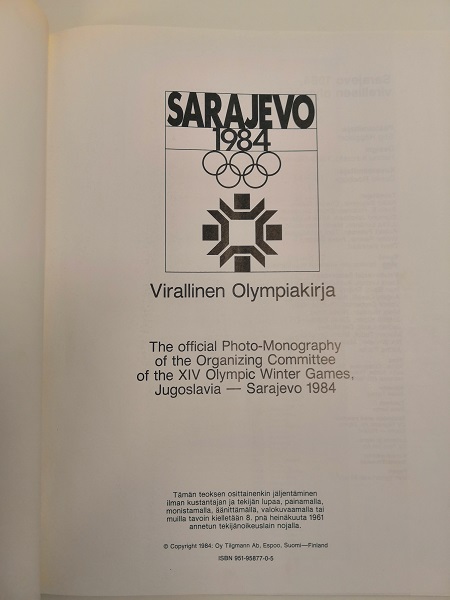 SARAJEVO
1984
Virallinen Olympiakirja
The official Photo-Monography
of the Organizing Committee
of the XIV Olympic Winter Games,
Jugoslavia — Sarajevo 1984
Tämän teoksen osittainenkin jäljentäminen
ilman kustantajan ja tekijän lupaa, painamalla,
monistamalla, äänittämällä, valokuvaamalla tai
muilla tavoin kielletään 8. pnä heinäkuuta 1961
annetun tekijänoikeuslain nojalla.
© Copyright 1984; Oy Tilgmann Ab, Espoo, Suomi—Finland
ISBN 951-95877-0-5